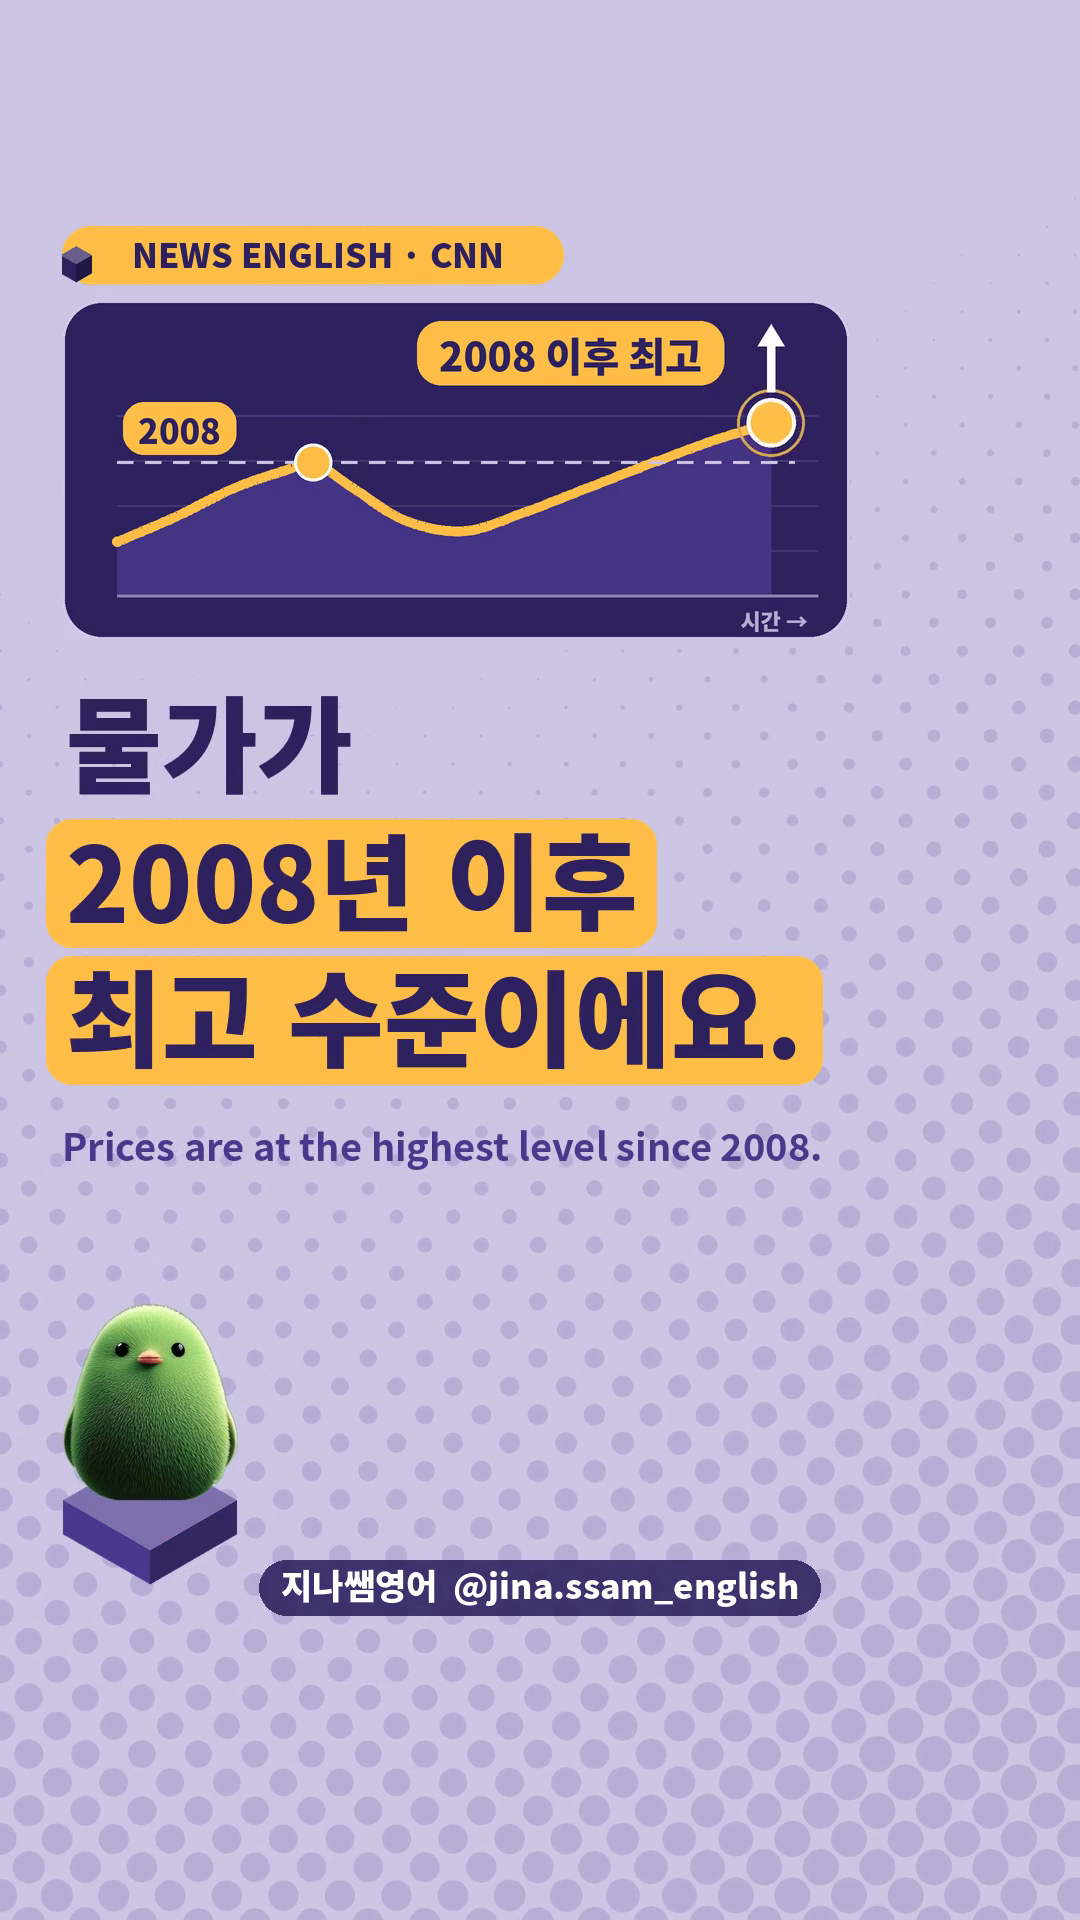 NEWS ENGLISH · CNN
2008 이후 최고
2008
시간 →
물가가
2008년 이후
최고 수준이에요.
Prices are at the highest level since 2008.
지나쌤영어 @jina.ssam_english